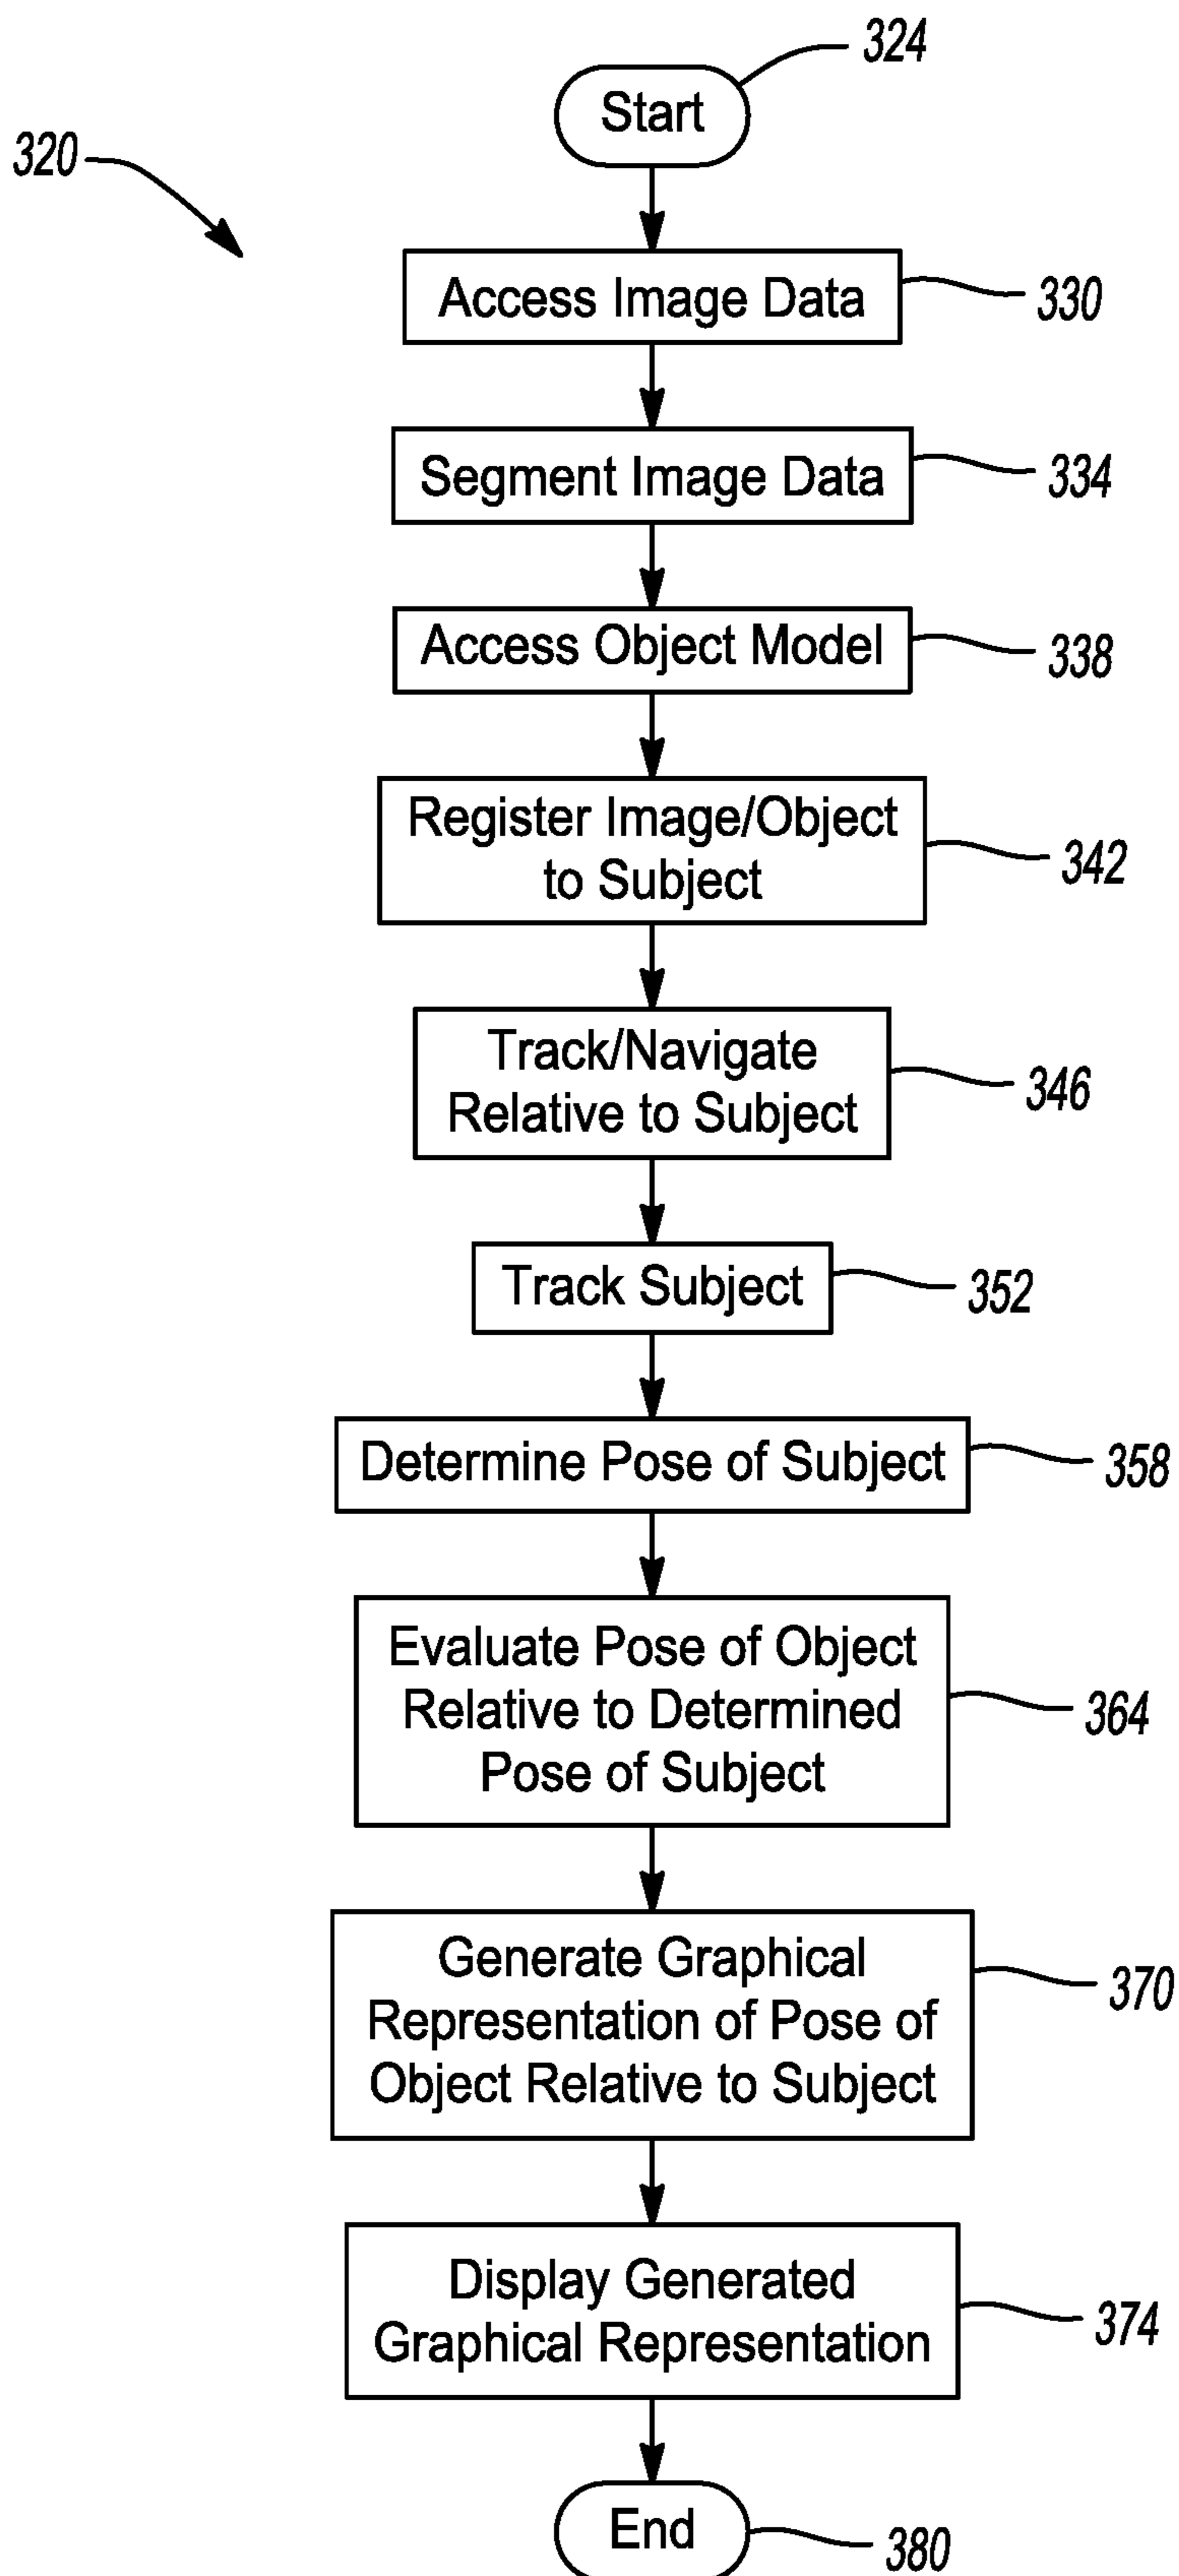 324
Start
320
Access Image Data
330
Segment Image Data
334
Access Object Model
338
Register Image/Object
to Subject
342
Track/Navigate
Relative to Subject
346
Track Subject
352
Determine Pose of Subject
358
Evaluate Pose of Object
Relative to Determined
Pose of Subject
364
Generate Graphical
Representation of Pose of
Object Relative to Subject
370
Display Generated
Graphical Representation
374
End
380